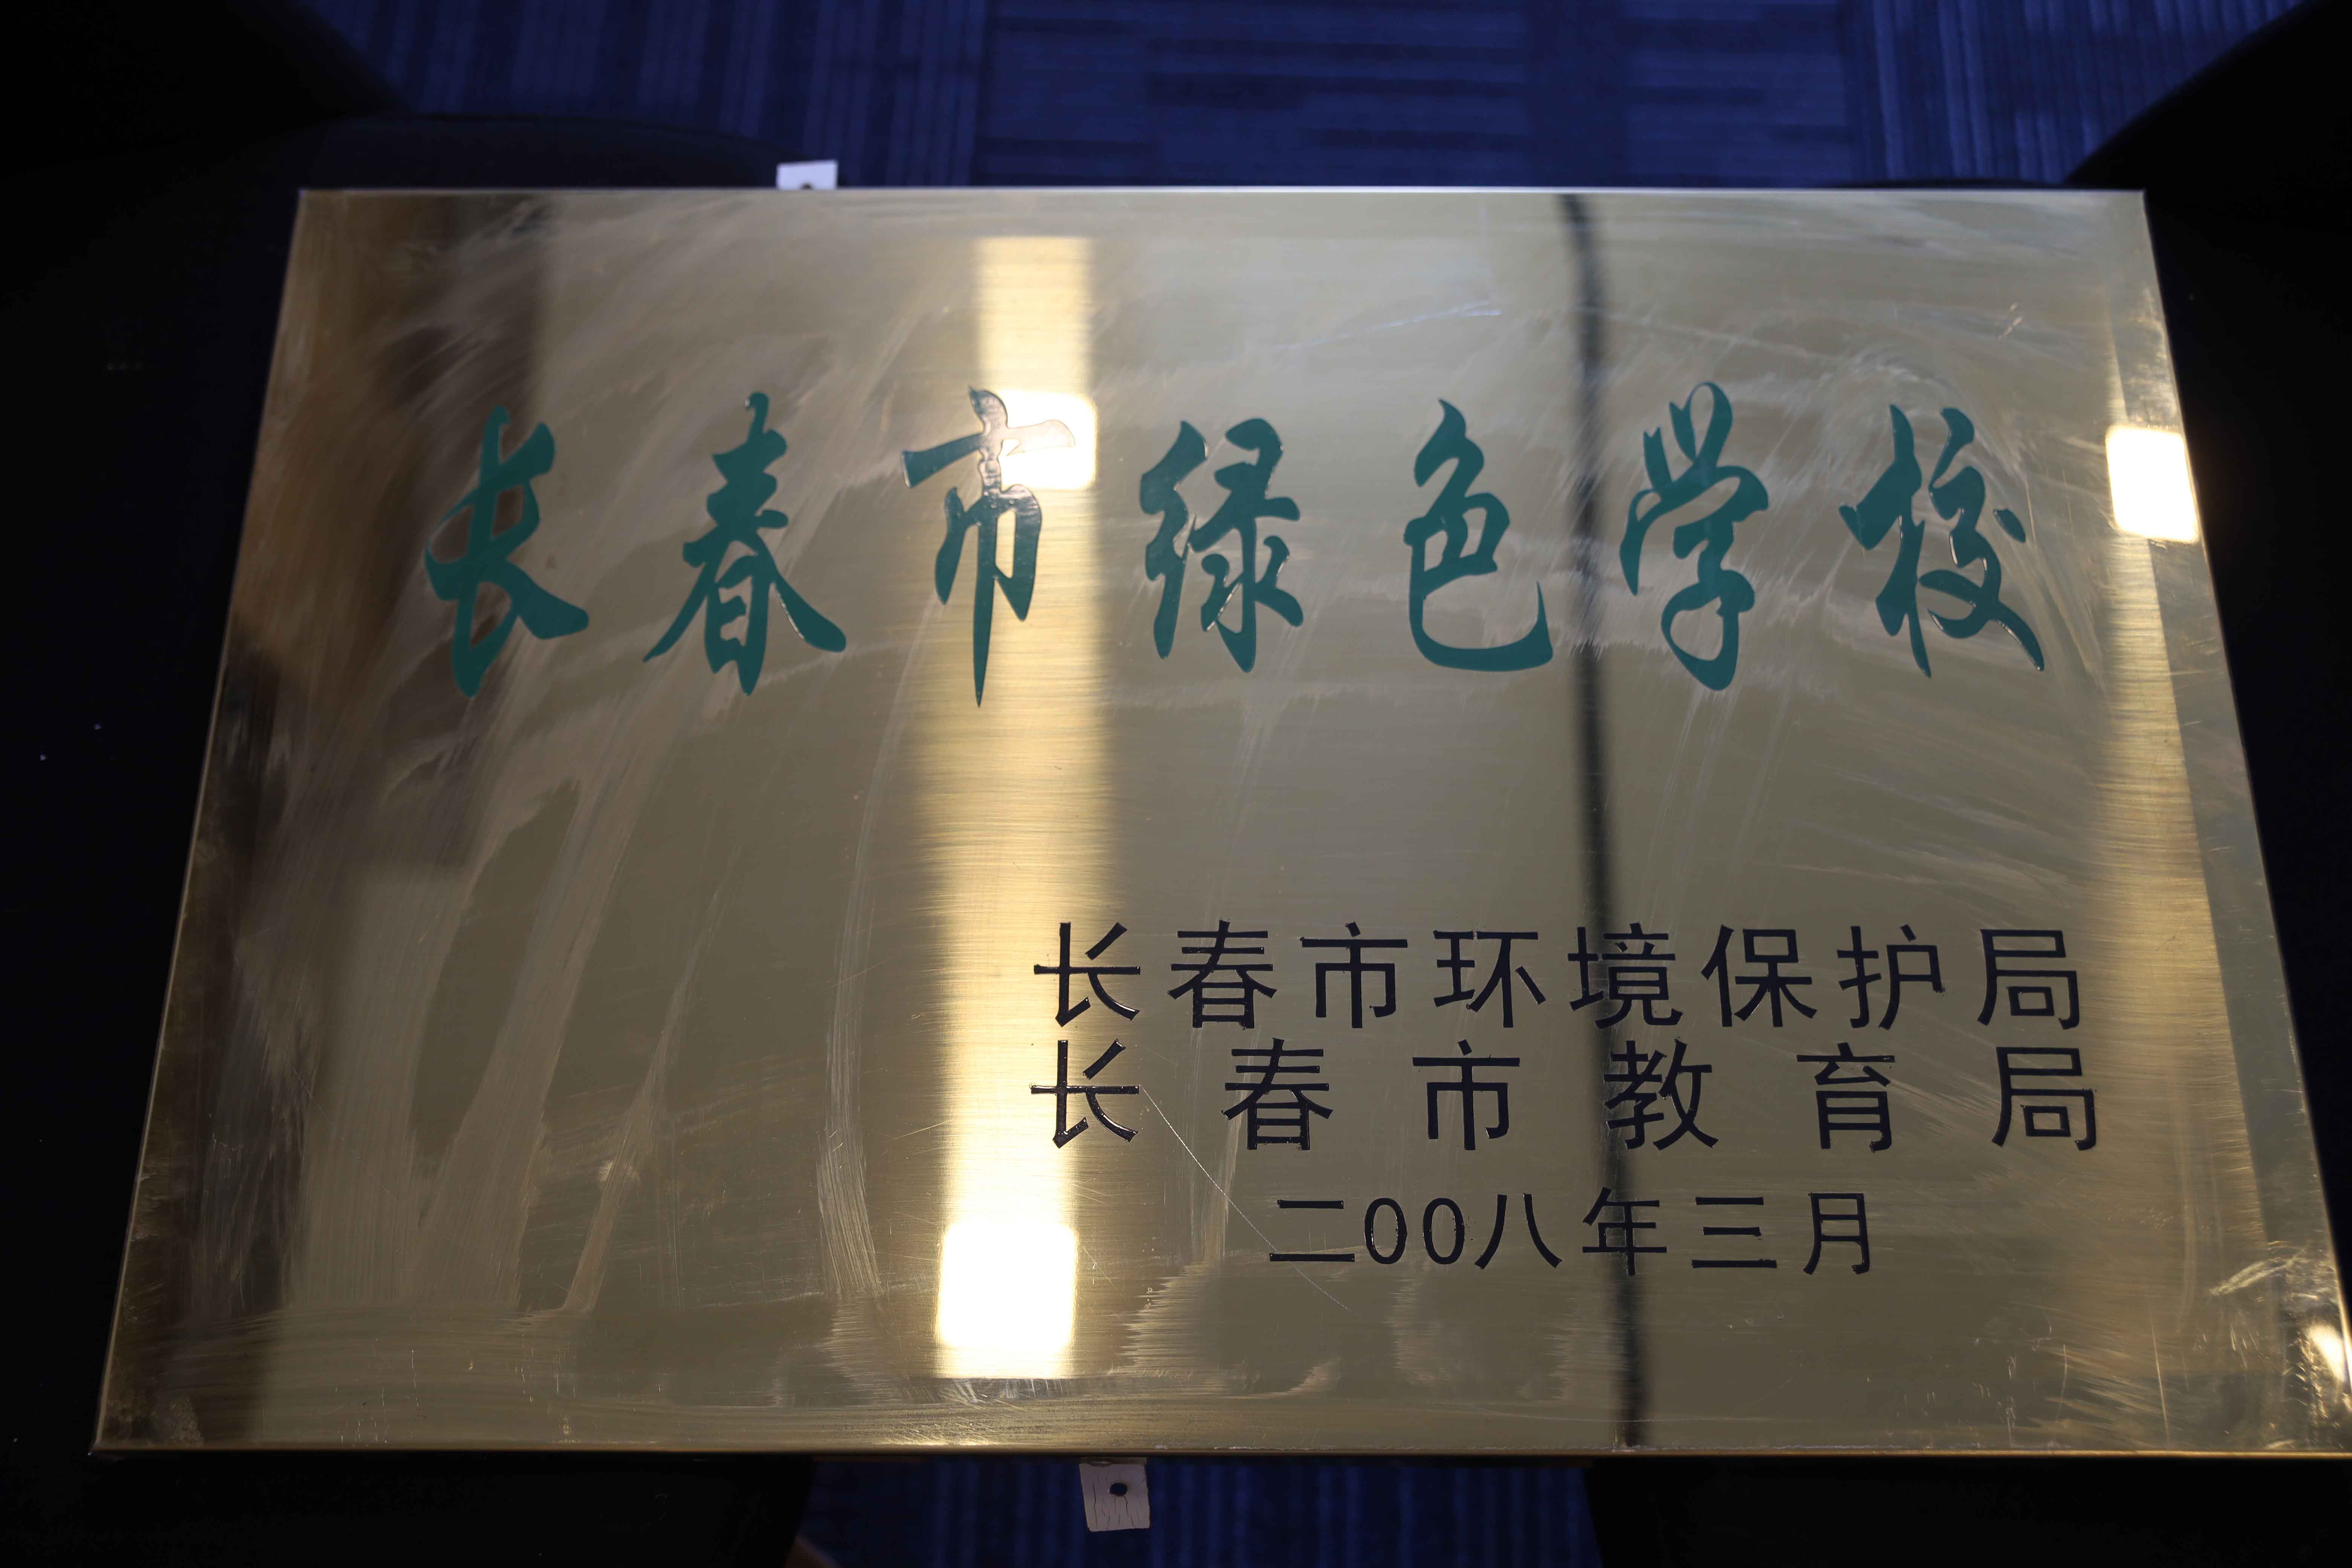 长春市绿色学校
长春市环境保护局
长春市教育局
二00八年三月